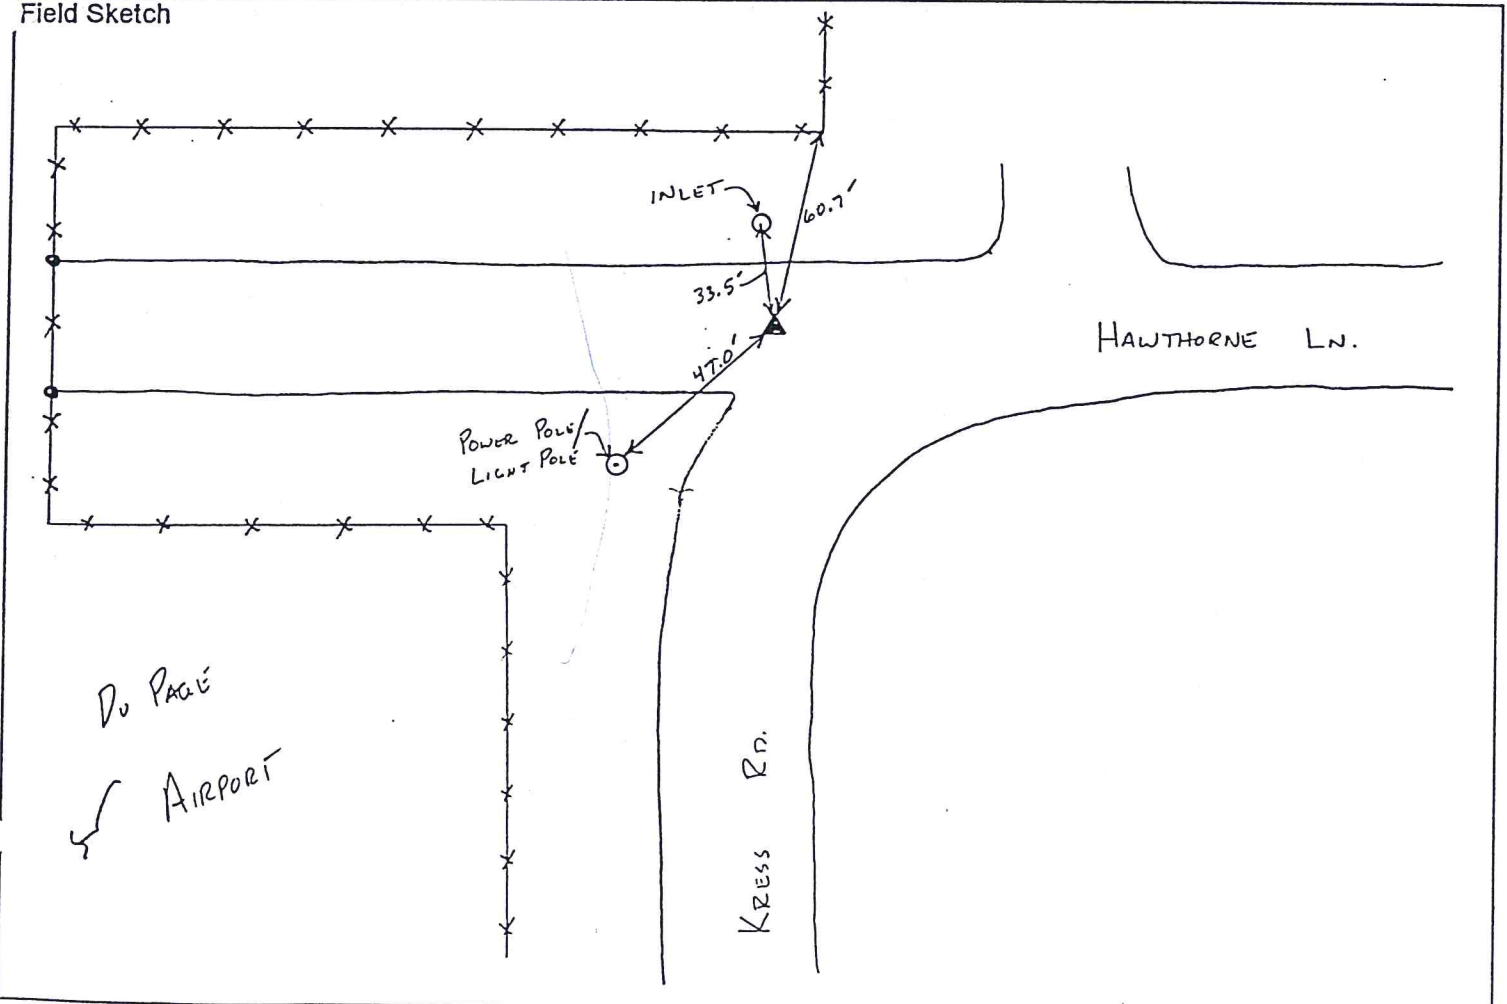 Field Sketch
INLET
60.7'
33.5'
HAWTHORNE LN.
47.0'
POWER POLE/
LIGHT POLE
DU PAGE
AIRPORT
KRESS RD.